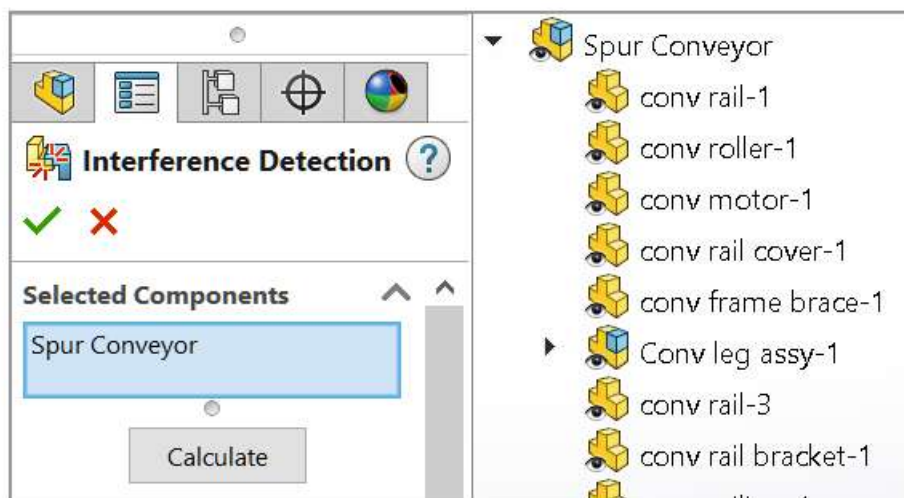 Interference Detection
?
Selected Components
Spur Conveyor
Calculate
Spur Conveyor
conv rail-1
conv roller-1
conv motor-1
conv rail cover-1
conv frame brace-1
Conv leg assy-1
conv rail-3
conv rail bracket-1